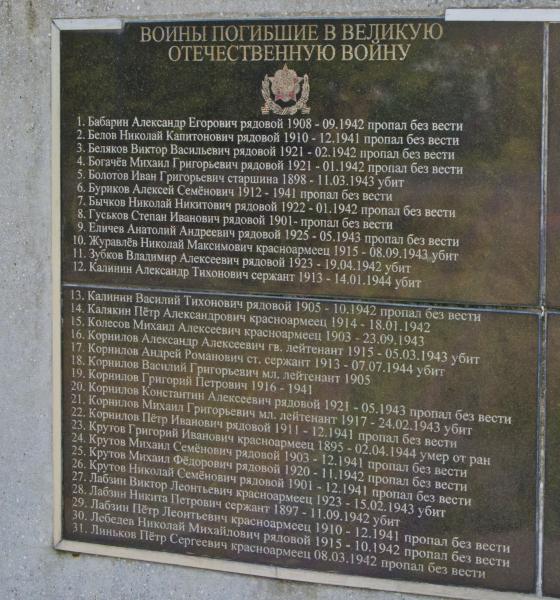 ВОИНЫ ПОГИБШИЕ В ВЕЛИКУЮ
ОТЕЧЕСТВЕННУЮ ВОЙНУ
1. Бабарин Александр Егорович рядовой 1908 - 09.1942 пропал без вести
2. Белов Николай Капитонович рядовой 1910 - 12.1941 пропал без вести
3. Беляков Виктор Васильевич рядовой 1921 - 02.1942 пропал без вести
4. Богачёв Михаил Григорьевич рядовой 1921 - 01.1942 пропал без вести
5. Болотов Иван Григорьевич старшина 1898 - 11.03.1943 убит
6. Буриков Алексей Семёнович 1912 - 1941 пропал без вести
7. Бычков Николай Никитович рядовой 1922 - 01.1942 пропал без вести
8. Гуськов Степан Иванович рядовой 1901- пропал без вести
9. Еличев Анатолий Андреевич рядовой 1925 - 05.1943 пропал без вести
10. Журавлёв Николай Максимович красноармеец 1915 - 08.09.1943 убит
11. Зубков Владимир Алексеевич рядовой 1923 - 19.04.1942 убит
12. Калинин Александр Тихонович сержант 1913 - 14.01.1944 убит
13. Калинин Василий Тихонович рядовой 1905 - 10.1942 пропал без вести
14. Калякин Пётр Александрович красноармеец 1914 - 18.01.1942
15. Колесов Михаил Алексеевич красноармеец 1903 - 23.09.1943
16. Корнилов Александр Алексеевич гв. лейтенант 1915 - 05.03.1943 убит
17. Корнилов Андрей Романович ст. сержант 1913 - 07.07.1944 убит
18. Корнилов Василий Григорьевич мл. лейтенант 1905
19. Корнилов Григорий Петрович 1916 - 1941
20. Корнилов Константин Алексеевич рядовой 1921 - 05.1943 пропал без вести
21. Корнилов Михаил Григорьевич мл. лейтенант 1917 - 24.02.1943 убит
22. Корнилов Пётр Иванович рядовой 1911 - 12.1941 пропал без вести
23. Крутов Григорий Иванович красноармеец 1895 - 02.04.1944 умер от ран
24. Крутов Михаил Семёнович рядовой 1903 - 12.1941 пропал без вести
25. Крутов Михаил Фёдорович рядовой 1920 - 11.1942 пропал без вести
26. Крутов Николай Семёнович рядовой 1901 - 12.1941 пропал без вести
27. Лабзин Виктор Леонтьевич красноармеец 1923 - 15.02.1943 убит
28. Лабзин Никита Петрович сержант 1897 - 11.09.1942 убит
29. Лабзин Пётр Леонтьевич красноармеец 1910 - 12.1941 пропал без вести
30. Лебедев Николай Михайлович рядовой 1915 - 10.1942 пропал без вести
31. Линьков Пётр Сергеевич красноармеец 08.03.1942 пропал без вести